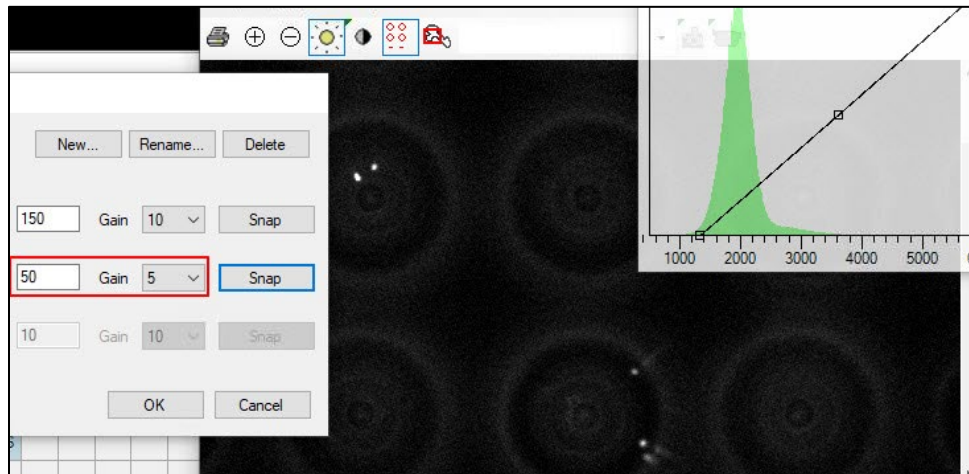 New... Rename... Delete
150 Gain 10 Snap
50 Gain 5 Snap
10 Gain 10 Snap
OK Cancel
1000 2000 3000 4000 5000